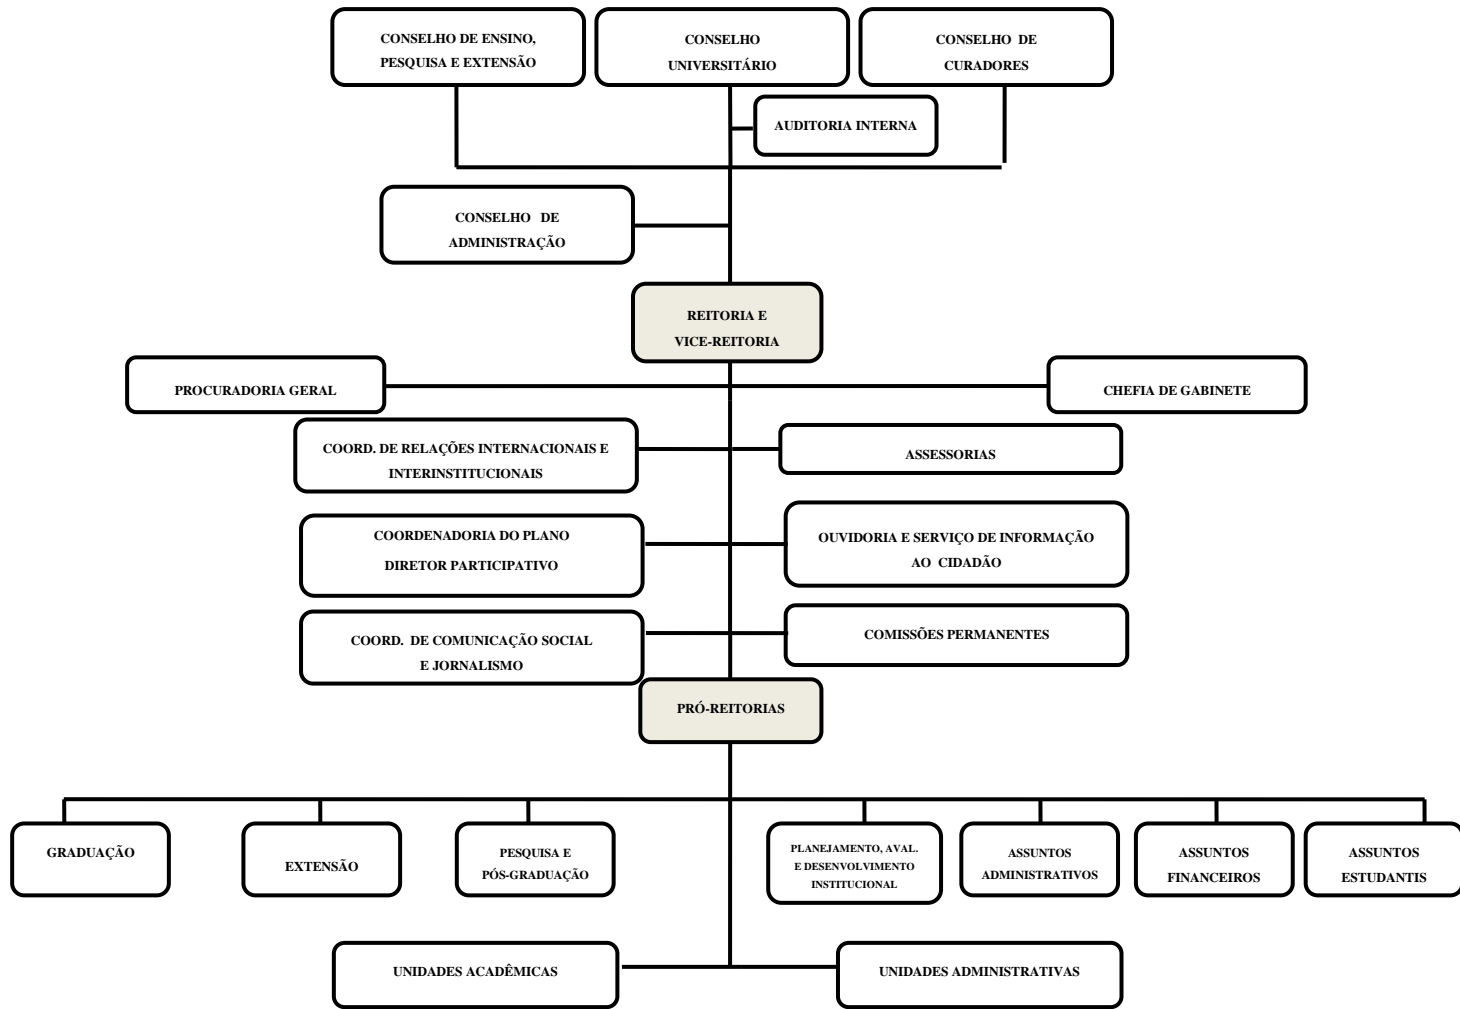 CONSELHO DE ENSINO,
PESQUISA E EXTENSÃO
CONSELHO
UNIVERSITÁRIO
CONSELHO DE
CURADORES
AUDITORIA INTERNA
CONSELHO DE
ADMINISTRAÇÃO
REITORIA E
VICE-REITORIA
PROCURADORIA GERAL
CHEFIA DE GABINETE
COORD. DE RELAÇÕES INTERNACIONAIS E
INTERINSTITUCIONAIS
ASSESSORIAS
COORDENADORIA DO PLANO
DIRETOR PARTICIPATIVO
OUVIDORIA E SERVIÇO DE INFORMAÇÃO
AO CIDADÃO
COORD. DE COMUNICAÇÃO SOCIAL
E JORNALISMO
COMISSÕES PERMANENTES
PRÓ-REITORIAS
GRADUAÇÃO
EXTENSÃO
PESQUISA E
PÓS-GRADUAÇÃO
PLANEJAMENTO, AVAL.
E DESENVOLVIMENTO
INSTITUCIONAL
ASSUNTOS
ADMINISTRATIVOS
ASSUNTOS
FINANCEIROS
ASSUNTOS
ESTUDANTIS
UNIDADES ACADÊMICAS
UNIDADES ADMINISTRATIVAS